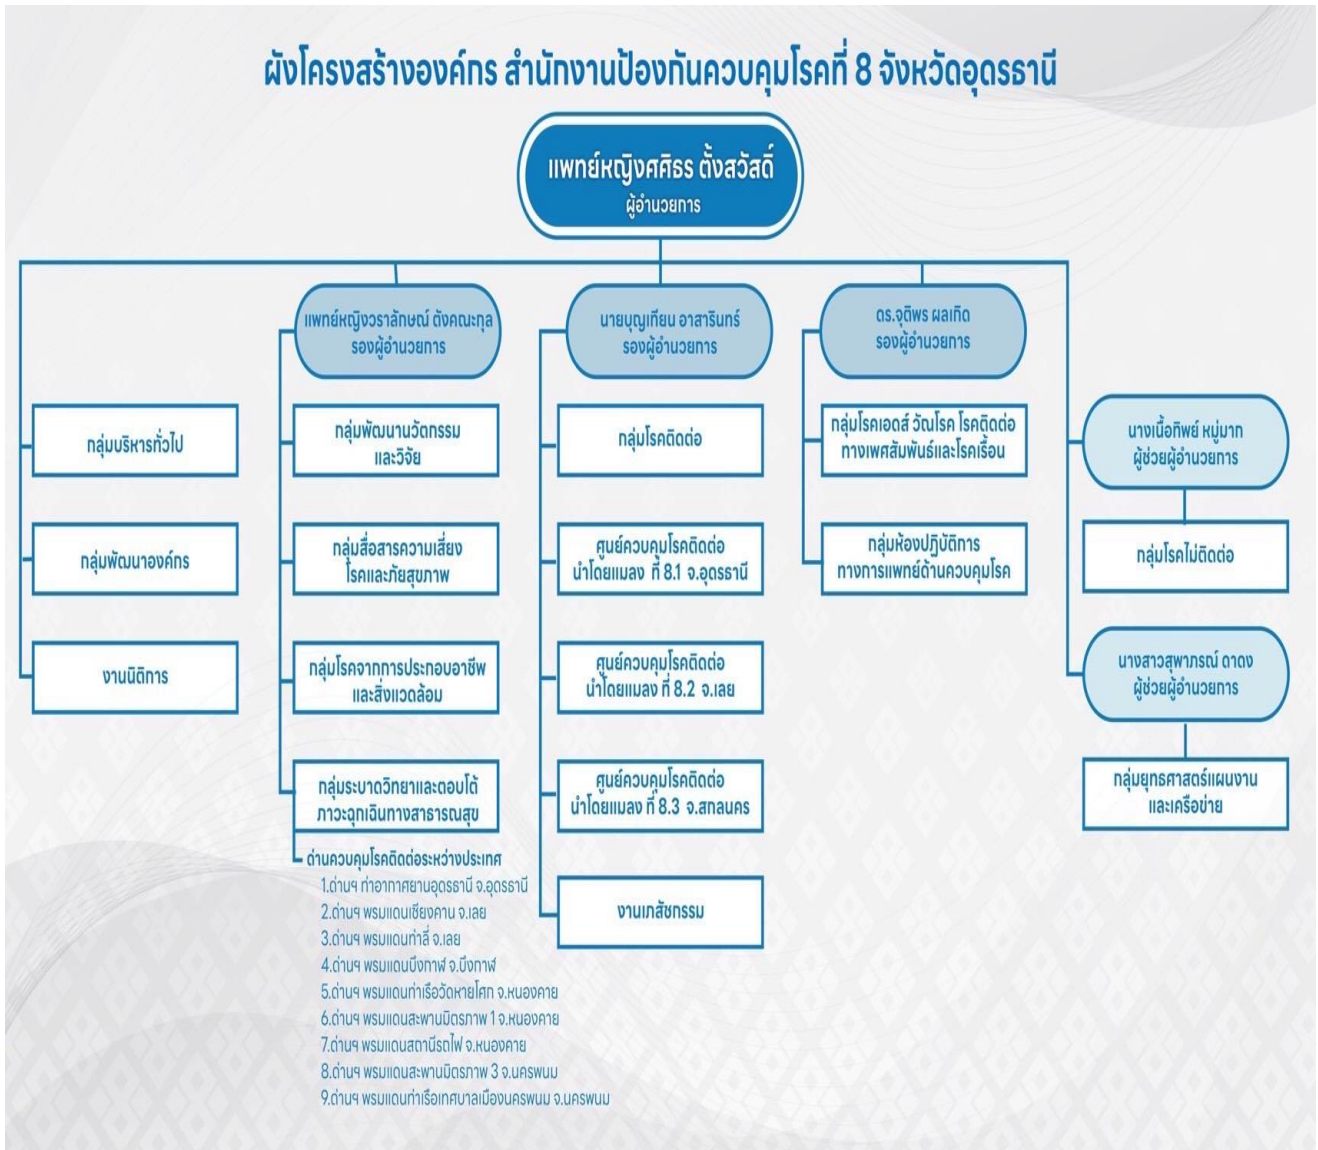 ผังโครงสร้างองค์กร สำนักงานป้องกันควบคุมโรคที่ 8 จังหวัดอุดรธานี
แพทย์หญิงศศิธร ตั้งสวัสดิ์
ผู้อำนวยการ
กลุ่มบริหารทั่วไป
กลุ่มพัฒนาองค์กร
งานนิติการ
แพทย์หญิงวราลักษณ์ ตังคณะกุล
รองผู้อำนวยการ
กลุ่มพัฒนานวัตกรรม
และวิจัย
กลุ่มสื่อสารความเสี่ยง
โรคและภัยสุขภาพ
กลุ่มโรคจากการประกอบอาชีพ
และสิ่งแวดล้อม
กลุ่มระบาดวิทยาและตอบโต้
ภาวะฉุกเฉินทางสาธารณสุข
ด่านควบคุมโรคติดต่อระหว่างประเทศ
1.ด่านฯ ท่าอากาศยานอุดรธานี จ.อุดรธานี
2.ด่านฯ พรมแดนเชียงคาน จ.เลย
3.ด่านฯ พรมแดนท่าลี่ จ.เลย
4.ด่านฯ พรมแดนบึงกาฬ จ.บึงกาฬ
5.ด่านฯ พรมแดนท่าเรือวัดหายโศก จ.หนองคาย
6.ด่านฯ พรมแดนสะพานมิตรภาพ 1 จ.หนองคาย
7.ด่านฯ พรมแดนสถานีรถไฟ จ.หนองคาย
8.ด่านฯ พรมแดนสะพานมิตรภาพ 3 จ.นครพนม
9.ด่านฯ พรมแดนท่าเรือเทศบาลเมืองนครพนม จ.นครพนม
นายบุญเทียน อาสารินทร์
รองผู้อำนวยการ
กลุ่มโรคติดต่อ
ศูนย์ควบคุมโรคติดต่อ
นำโดยแมลง ที่ 8.1 จ.อุดรธานี
ศูนย์ควบคุมโรคติดต่อ
นำโดยแมลง ที่ 8.2 จ.เลย
ศูนย์ควบคุมโรคติดต่อ
นำโดยแมลง ที่ 8.3 จ.สกลนคร
งานเภสัชกรรม
ดร.จุติพร ผลเกิด
รองผู้อำนวยการ
กลุ่มโรคเอดส์ วัณโรค โรคติดต่อ
ทางเพศสัมพันธ์และโรคเรื้อน
กลุ่มห้องปฏิบัติการ
ทางการแพทย์ด้านควบคุมโรค
นางเนื้อทิพย์ หมู่มาก
ผู้ช่วยผู้อำนวยการ
กลุ่มโรคไม่ติดต่อ
นางสาวสุพาภรณ์ ดาดง
ผู้ช่วยผู้อำนวยการ
กลุ่มยุทธศาสตร์แผนงาน
และเครือข่าย